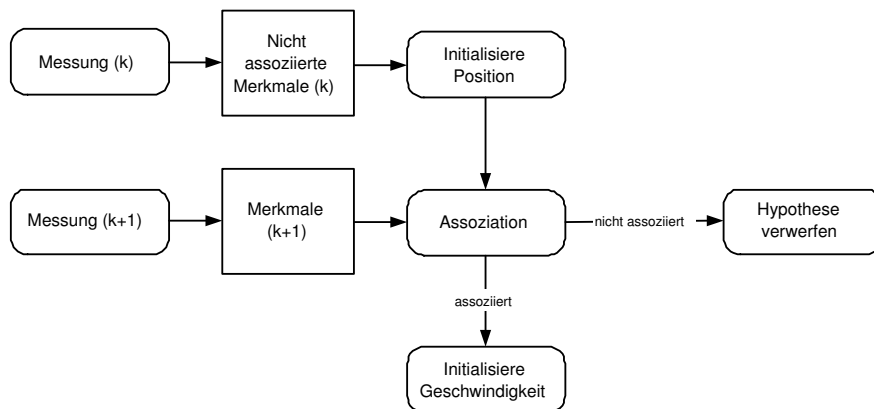 Messung (k)
Nicht
assoziierte
Merkmale (k)
Initialisiere
Position
Messung (k+1)
Merkmale
(k+1)
Assoziation
nicht assoziiert
Hypothese
verwerfen
assoziiert
Initialisiere
Geschwindigkeit